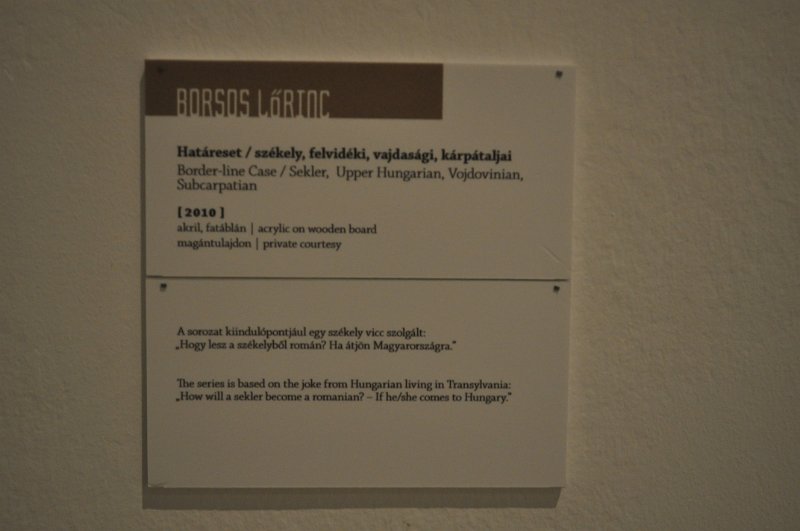 BORSOS LőRINC
Határeset / székely, felvidéki, vajdasági, kárpátaljai
Border-line Case / Sekler, Upper Hungarian, Vojdovinian,
Subcarpatian
[ 2010 ]
akril, fatáblán | acrylic on wooden board
magántulajdon | private courtesy
A sorozat kiindulópontjául egy székely vicc szolgált:
„Hogy lesz a székelyből román? Ha átjön Magyarországra.”
The series is based on the joke from Hungarian living in Transylvania:
„How will a sekler become a romanian? – If he/she comes to Hungary.”